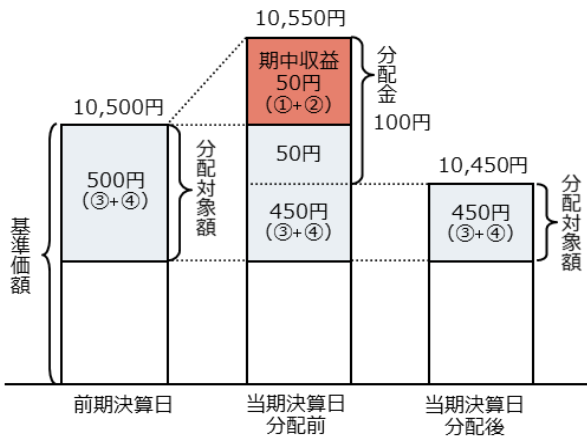 10,550円
期中収益
50円
(①+②)
分配金
100円
10,500円
500円
(③+④)
分配対象額
50円
450円
(③+④)
10,450円
450円
(③+④)
分配対象額
基準価額
前期決算日
当期決算日
分配前
当期決算日
分配後